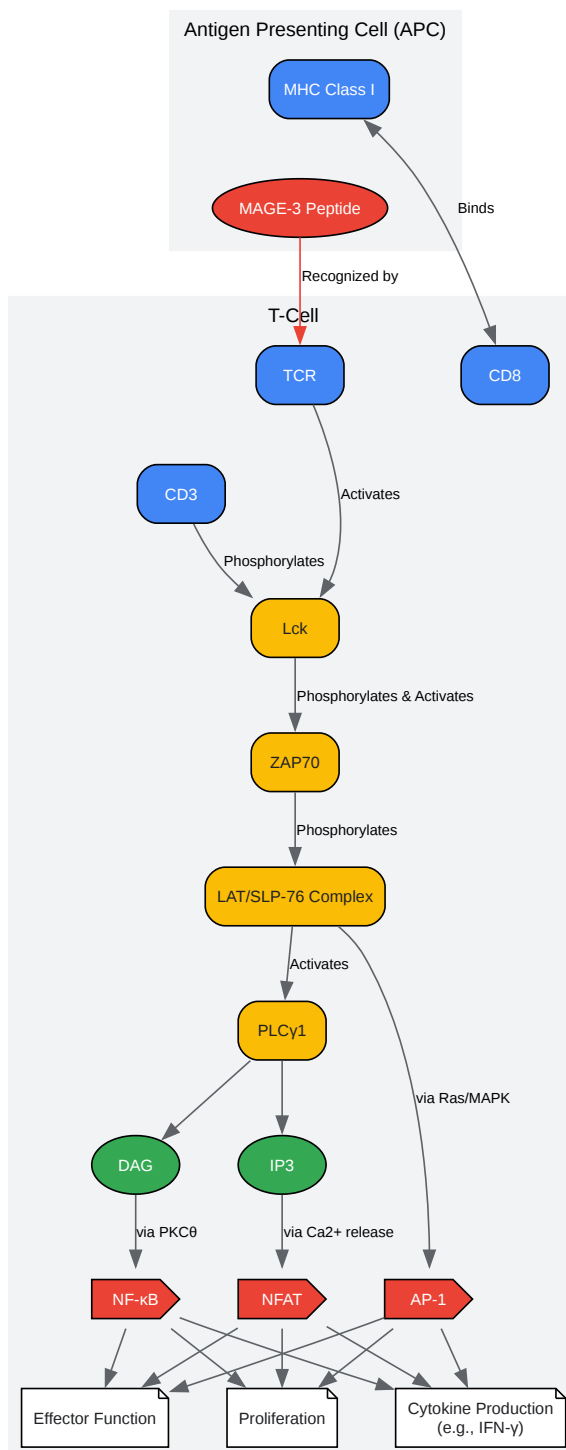 Antigen Presenting Cell (APC)
MHC Class I
MAGE-3 Peptide
Binds
Recognized by
T-Cell
TCR
CD8
CD3
Activates
Phosphorylates
Lck
Phosphorylates & Activates
ZAP70
Phosphorylates
LAT/SLP-76 Complex
Activates
PLCγ1
via Ras/MAPK
DAG
IP3
via PKCθ
via Ca2+ release
NF-κB
NFAT
AP-1
Effector Function
Proliferation
Cytokine Production
(e.g., IFN-γ)